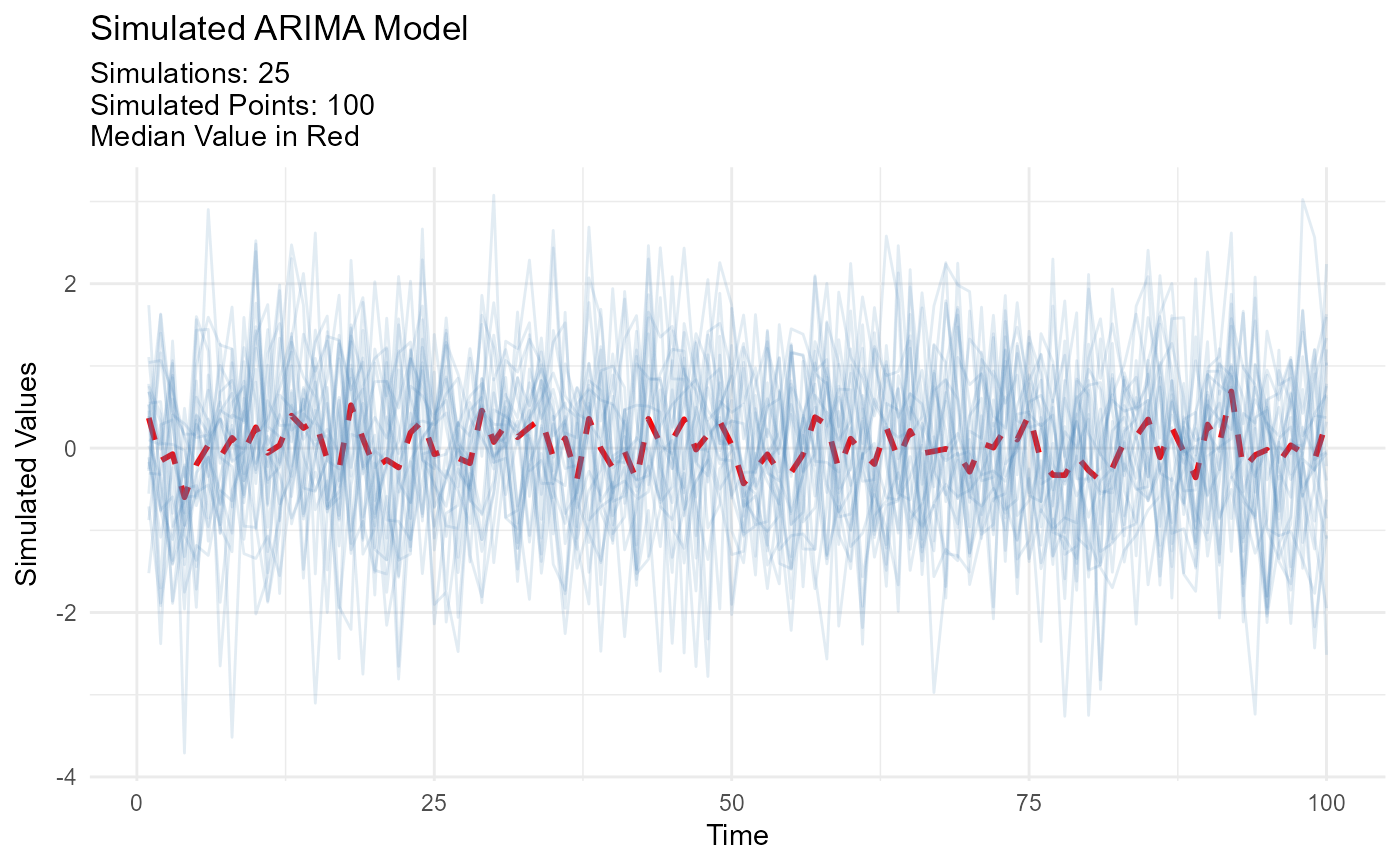 Simulated ARIMA Model
Simulations: 25
Simulated Points: 100
Median Value in Red
Simulated Values
2
0
-2
-4
0
25
50
75
100
Time